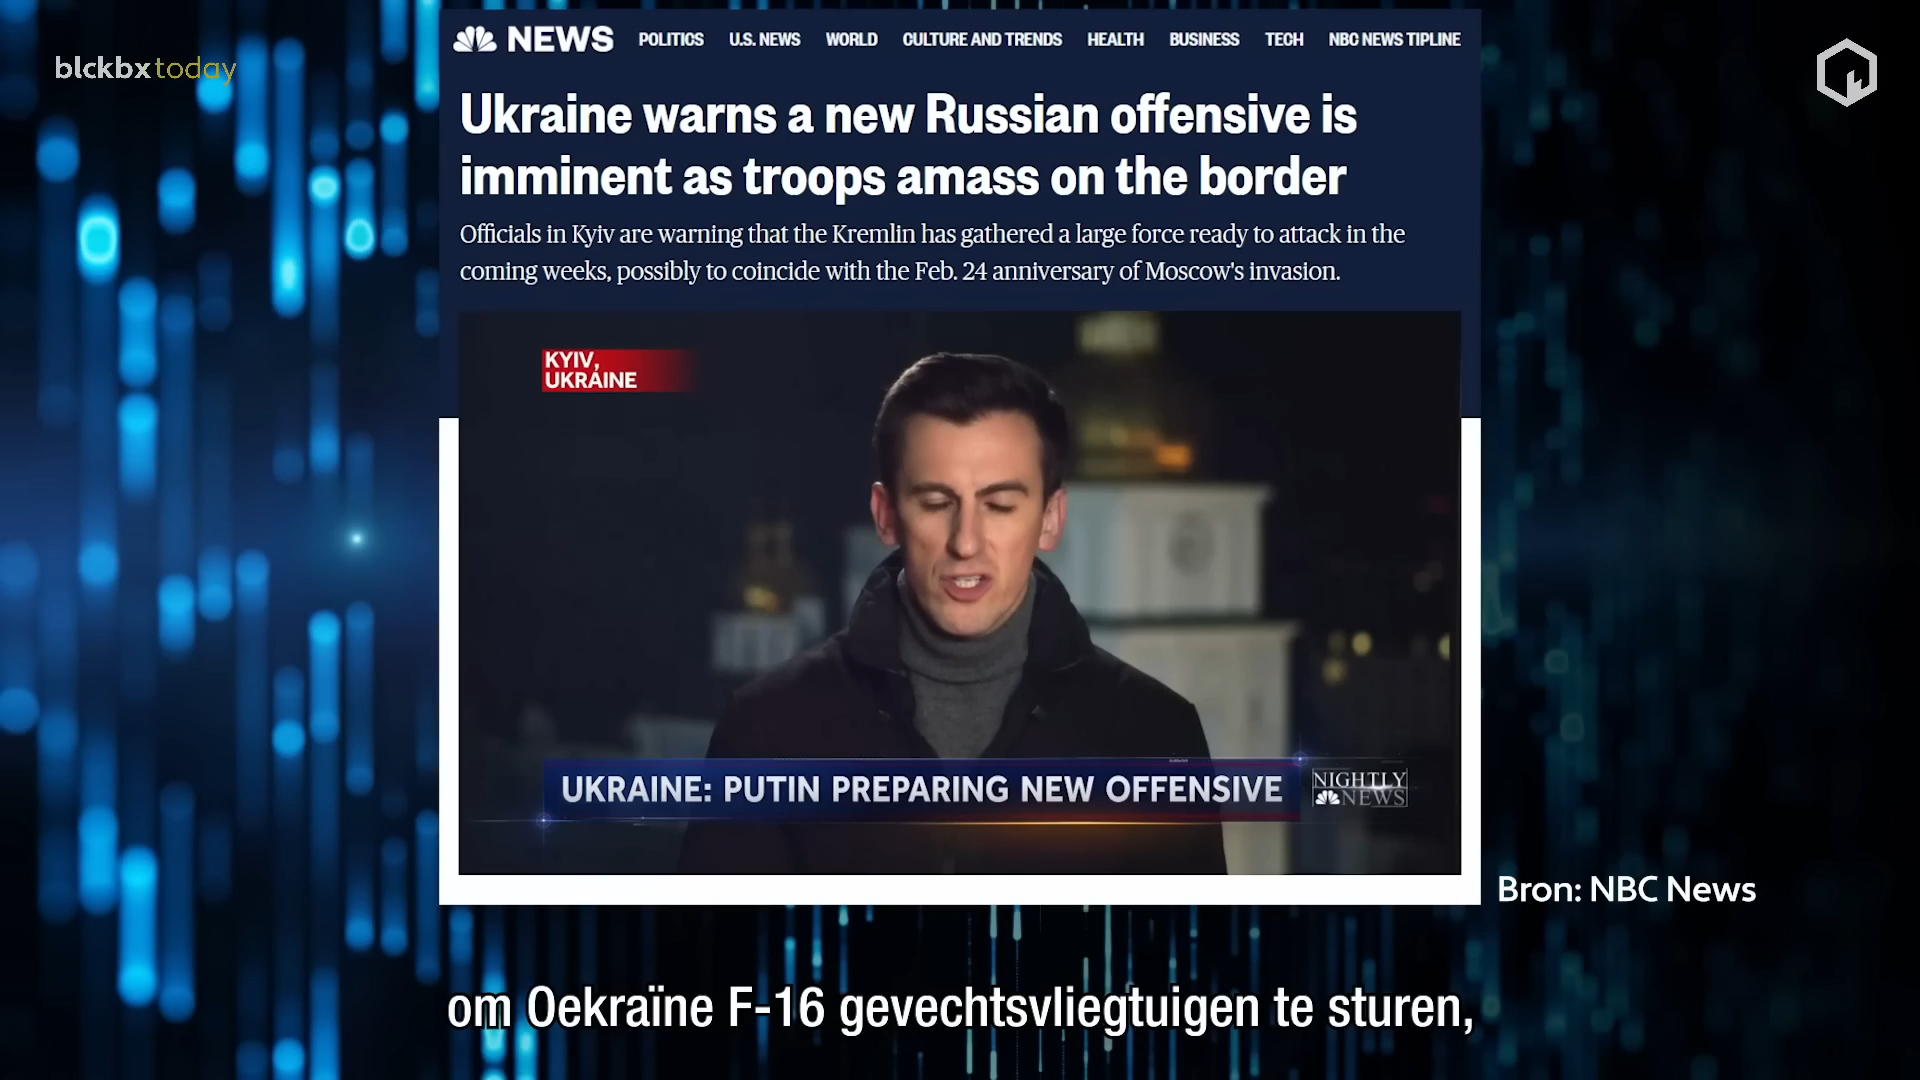 blckbxtoday
NEWS POLITICS U.S. NEWS WORLD CULTURE AND TRENDS HEALTH BUSINESS TECH NBC NEWS TIPLINE
Ukraine warns a new Russian offensive is
imminent as troops amass on the border
Officials in Kyiv are warning that the Kremlin has gathered a large force ready to attack in the
coming weeks, possibly to coincide with the Feb. 24 anniversary of Moscow's invasion.
KYIV,
UKRAINE
UKRAINE: PUTIN PREPARING NEW OFFENSIVE
NIGHTLY
NEWS
Bron: NBC News
om Oekraïne F-16 gevechtsvliegtuigen te sturen,